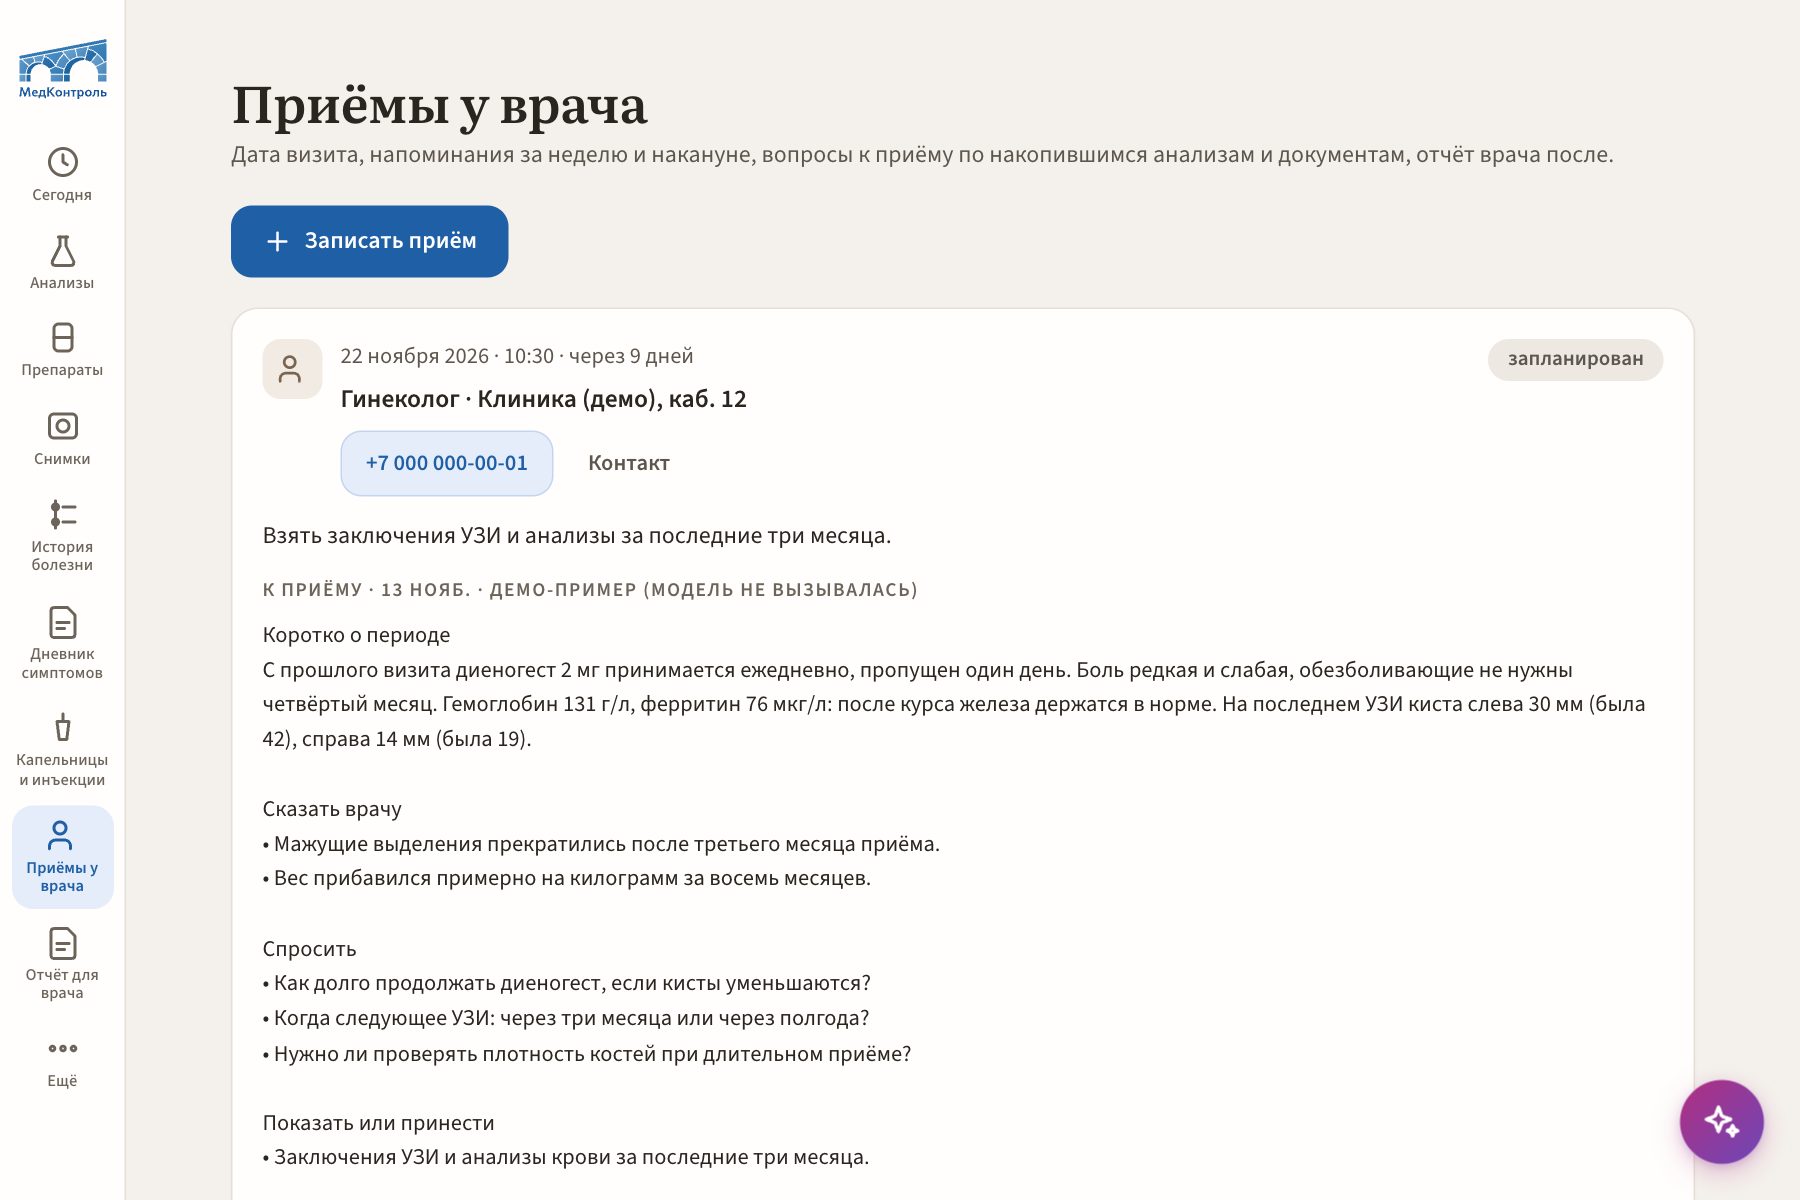 МедКонтроль
Сегодня
Анализы
Препараты
Снимки
История
болезни
Дневник
симптомов
Капельницы
и инъекции
Приёмы у
врача
Отчёт для
врача
Ещё
Приёмы у врача
Дата визита, напоминания за неделю и накануне, вопросы к приёму по накопившимся анализам и документам, отчёт врача после.
Записать приём
22 ноября 2026 · 10:30 · через 9 дней
запланирован
Гинеколог · Клиника (демо), каб. 12
+7 000 000-00-01
Контакт
Взять заключения УЗИ и анализы за последние три месяца.
К ПРИЁМУ · 13 НОЯБ. · ДЕМО-ПРИМЕР (МОДЕЛЬ НЕ ВЫЗЫВАЛАСЬ)
Коротко о периоде
С прошлого визита диеногест 2 мг принимается ежедневно, пропущен один день. Боль редкая и слабая, обезболивающие не нужны
четвёртый месяц. Гемоглобин 131 г/л, ферритин 76 мкг/л: после курса железа держатся в норме. На последнем УЗИ киста слева 30 мм (была
42), справа 14 мм (была 19).
Сказать врачу
• Мажущие выделения прекратились после третьего месяца приёма.
• Вес прибавился примерно на килограмм за восемь месяцев.
Спросить
• Как долго продолжать диеногест, если кисты уменьшаются?
• Когда следующее УЗИ: через три месяца или через полгода?
• Нужно ли проверять плотность костей при длительном приёме?
Показать или принести
• Заключения УЗИ и анализы крови за последние три месяца.